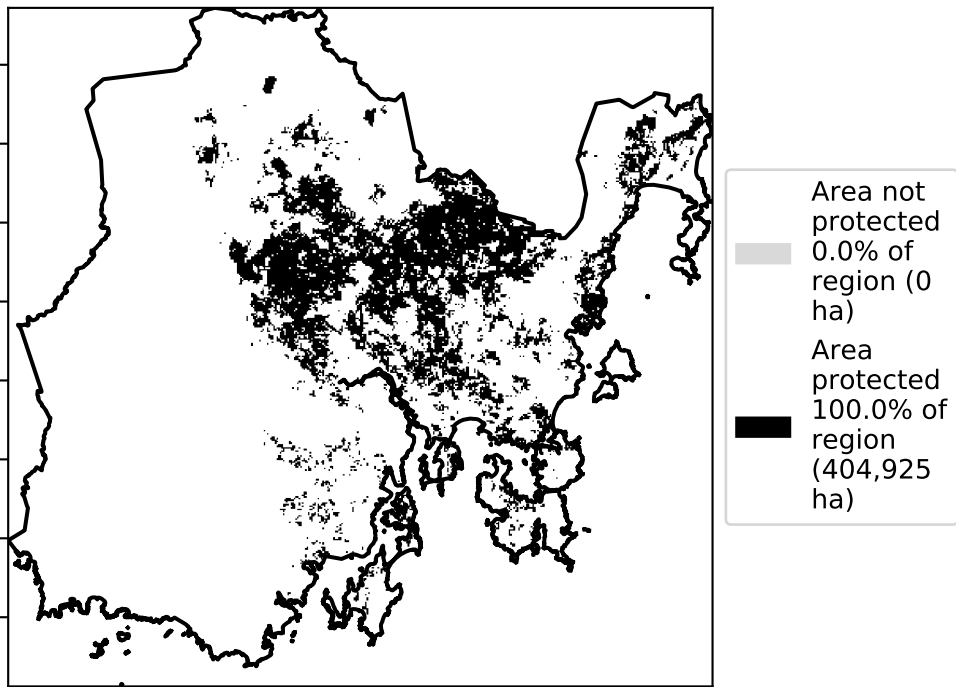 Area not
protected
0.0% of
region (0
ha)
Area
protected
100.0% of
region
(404,925
ha)